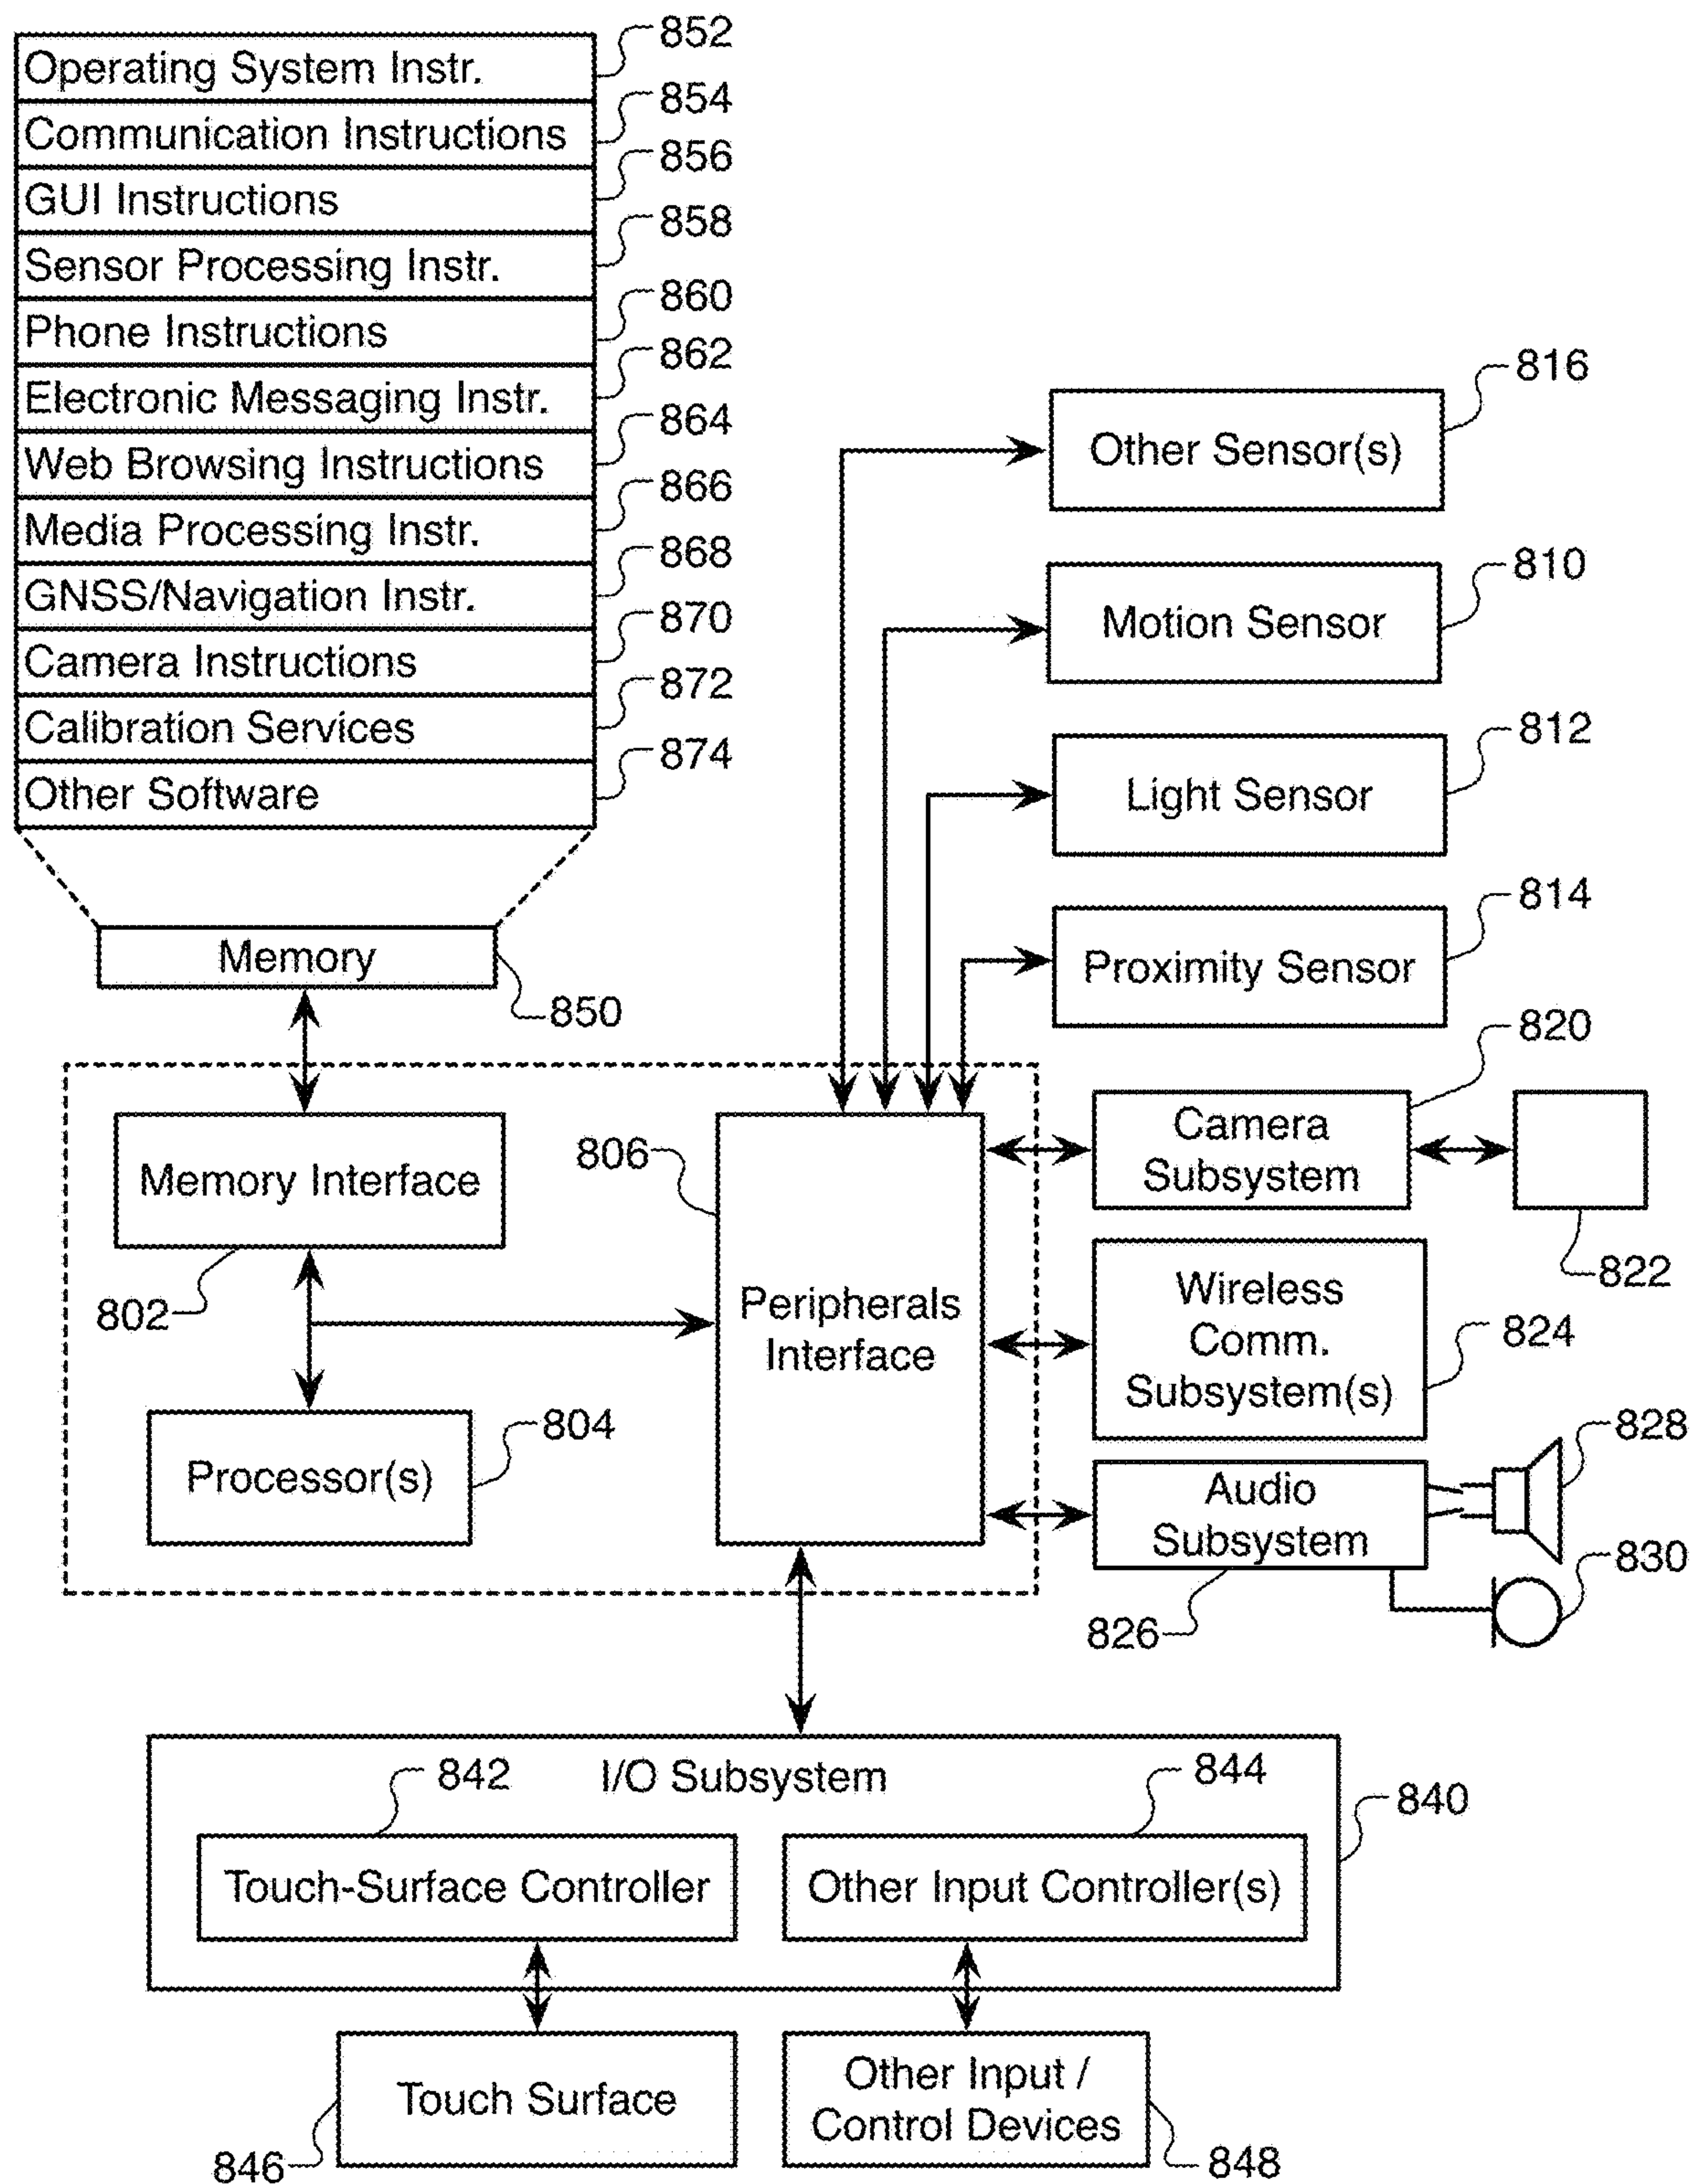 852
Operating System Instr.
854
Communication Instructions
856
GUI Instructions
858
Sensor Processing Instr.
860
Phone Instructions
862
Electronic Messaging Instr.
864
Web Browsing Instructions
866
Media Processing Instr.
868
GNSS/Navigation Instr.
870
Camera Instructions
872
Calibration Services
874
Other Software
Memory
850
816
Other Sensor(s)
810
Motion Sensor
812
Light Sensor
814
Proximity Sensor
820
Camera
Subsystem
822
Memory Interface
802
806
Peripherals
Interface
Wireless
Comm.
Subsystem(s)
824
804
Processor(s)
828
Audio
Subsystem
830
826
842
I/O Subsystem
844
840
Touch-Surface Controller
Other Input Controller(s)
Touch Surface
846
Other Input /
Control Devices
848